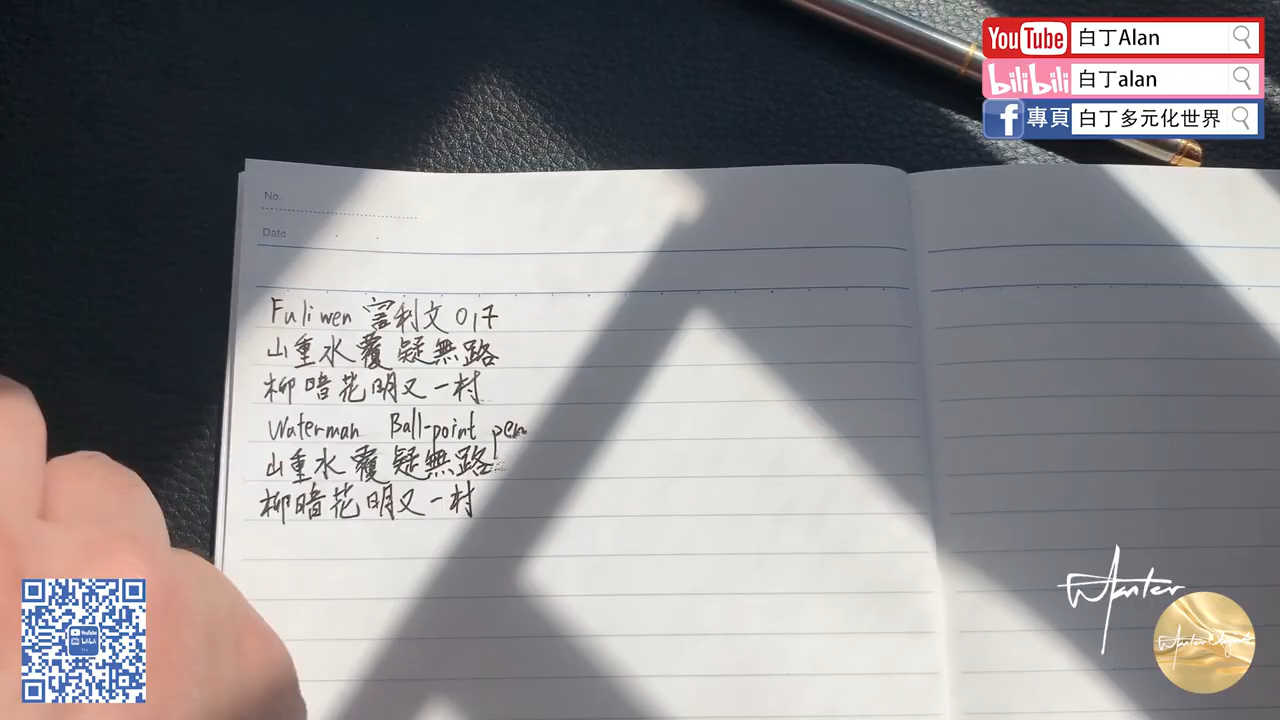 YouTube 白丁Alan
bilibili 白丁alan
f 專頁 白丁多元化世界
No.
Date
Fuliwen 富利文 017
山重水覆疑無路
柳暗花明又一村
Waterman Ball-point pen
山重水覆疑無路
柳暗花明又一村